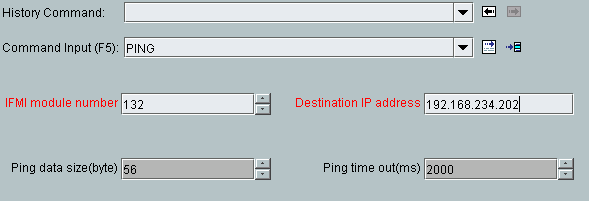 History Command:
Command Input (F5): PING
IFMI module number 132 Destination IP address 192.168.234.202
Ping data size(byte) 56 Ping time out(ms) 2000